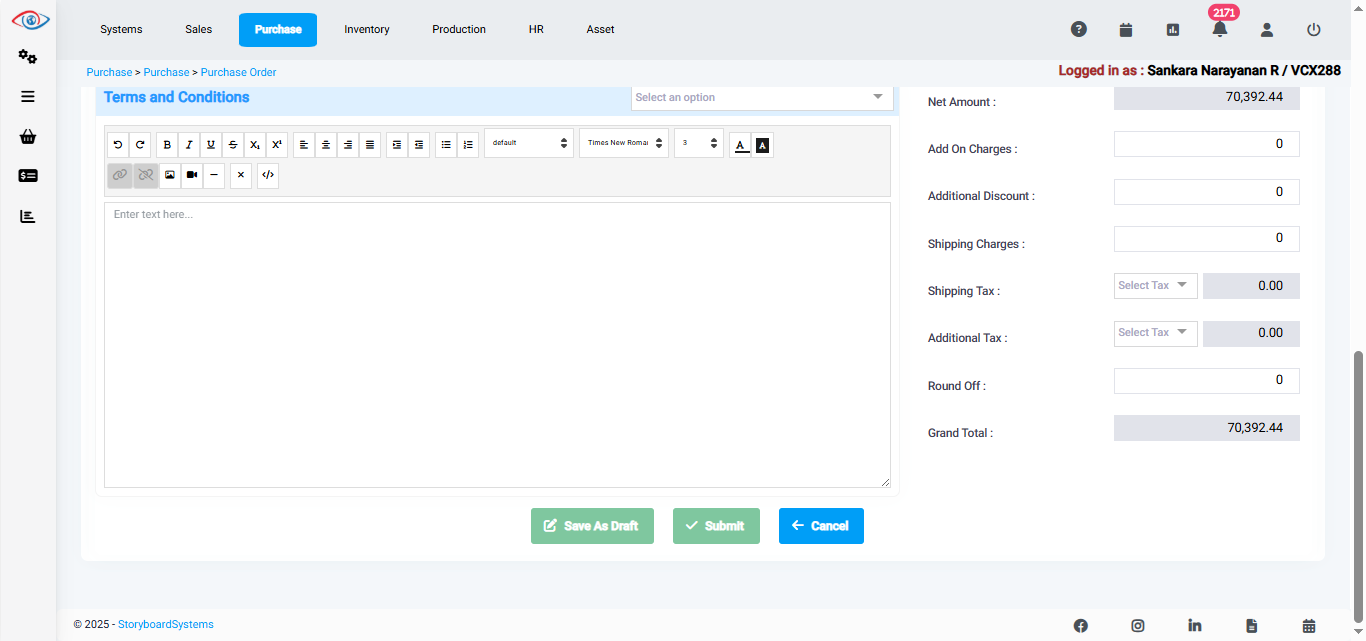 Systems Sales Purchase Inventory Production HR Asset 2171
Purchase > Purchase > Purchase Order
Logged in as : Sankara Narayanan R / VCX288
Terms and Conditions
Select an option
B I U S X₁ X¹ default Times New Roma 3 A A
Enter text here...
Net Amount : 70,392.44
Add On Charges : 0
Additional Discount : 0
Shipping Charges : 0
Shipping Tax : Select Tax 0.00
Additional Tax : Select Tax 0.00
Round Off : 0
Grand Total : 70,392.44
Save As Draft Submit Cancel
© 2025 - StoryboardSystems